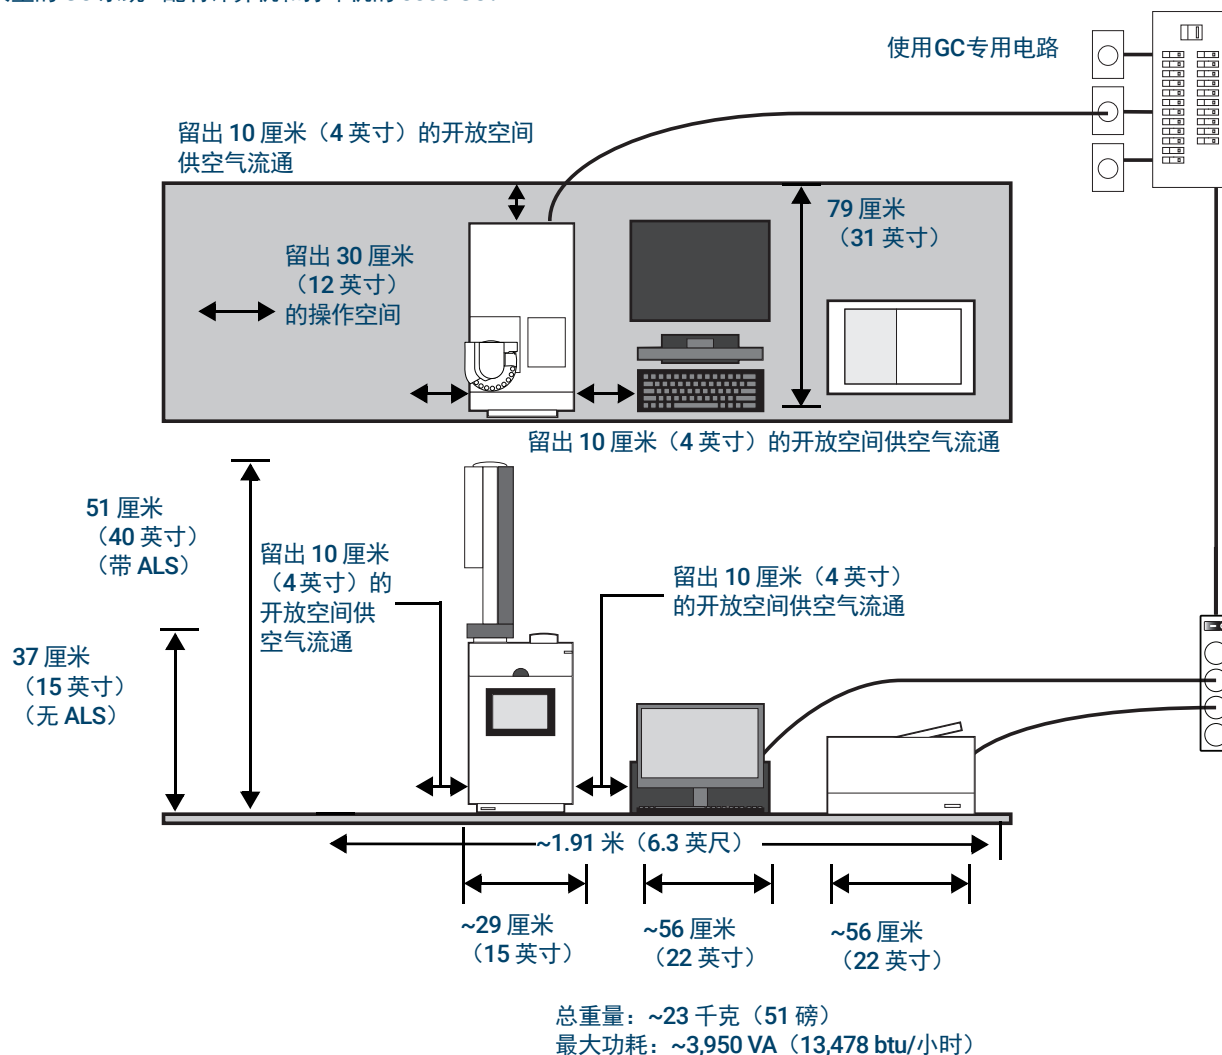 使用GC专用电路
留出 10 厘米（4 英寸）的开放空间
供空气流通
79 厘米
（31 英寸）
留出 30 厘米
（12 英寸）
的操作空间
留出 10 厘米（4 英寸）的开放空间供空气流通
51 厘米
（40 英寸）
（带 ALS）
留出 10 厘米
（4 英寸）的
开放空间供
空气流通
留出 10 厘米（4 英寸）
的开放空间供空气流通
37 厘米
（15 英寸）
（无 ALS）
~1.91 米（6.3 英尺）
~29 厘米
（15 英寸）
~56 厘米
（22 英寸）
~56 厘米
（22 英寸）
总重量：~23 千克（51 磅）
最大功耗：~3,950 VA（13,478 btu/小时）